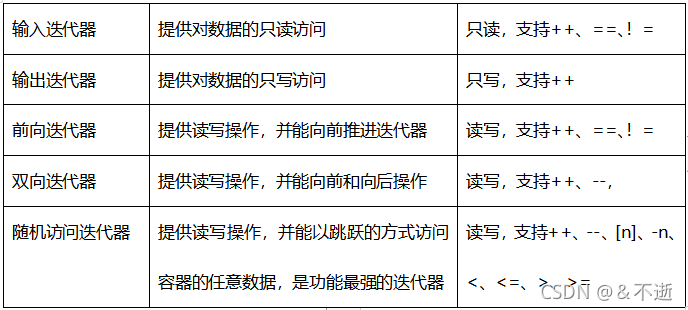 输入迭代器 提供对数据的只读访问 只读，支持++、==、！=
输出迭代器 提供对数据的只写访问 只写，支持++
前向迭代器 提供读写操作，并能向前推进迭代器 读写，支持++、==、！=
双向迭代器 提供读写操作，并能向前和向后操作 读写，支持++、--，
随机访问迭代器 提供读写操作，并能以跳跃的方式访问 读写，支持++、--、[n]、-n、
容器的任意数据，是功能最强的迭代器 <、<=、>、>=
CSDN @＆不逝